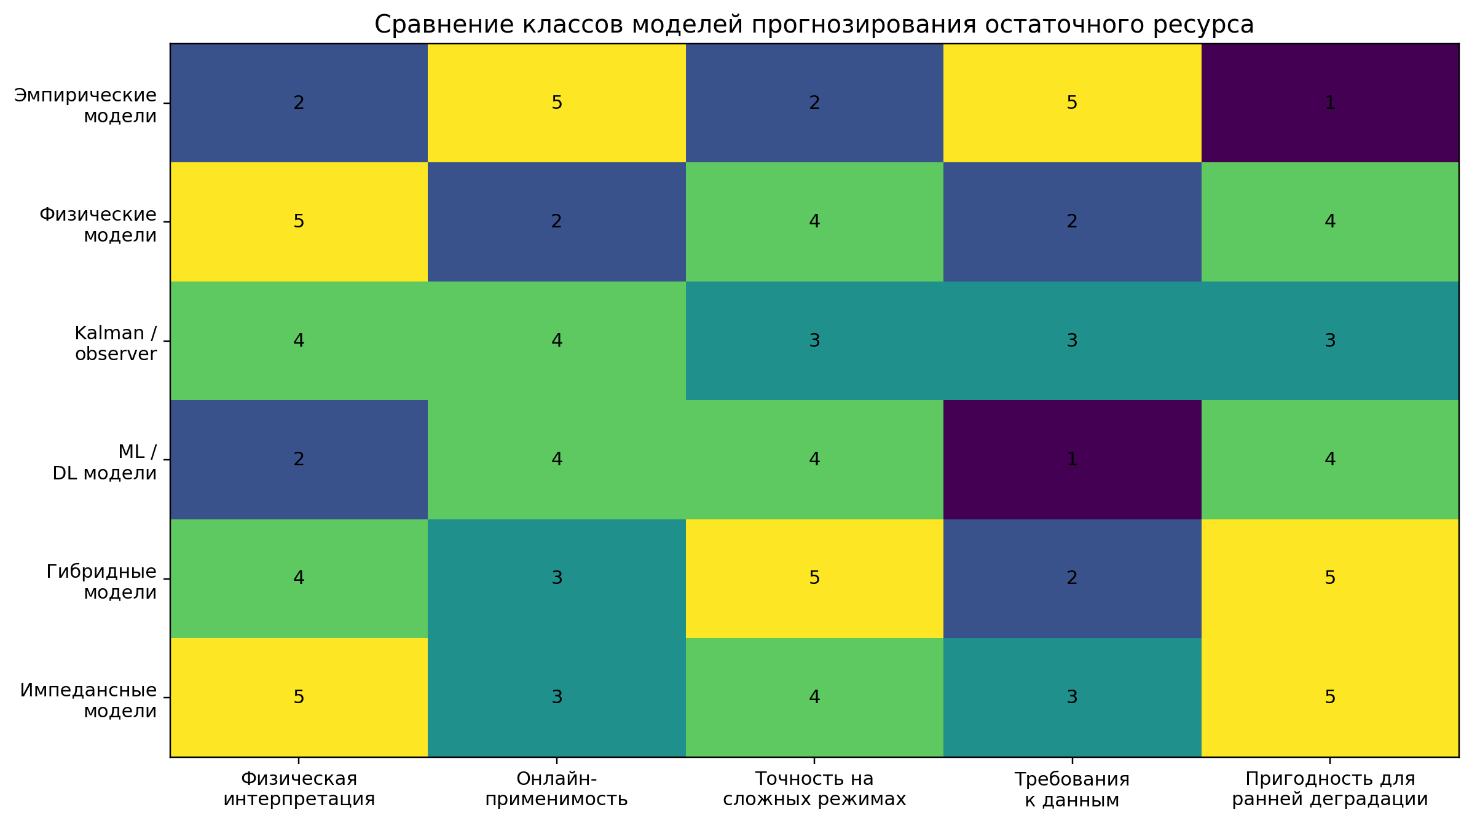 Сравнение классов моделей прогнозирования остаточного ресурса
Эмпирические
модели
2 5 2 5 1
Физические
модели
5 2 4 2 4
Kalman /
observer
4 4 3 3 3
ML /
DL модели
2 4 4 1 4
Гибридные
модели
4 3 5 2 5
Импедансные
модели
5 3 4 3 5
Физическая
интерпретация
Онлайн-
применимость
Точность на
сложных режимах
Требования
к данным
Пригодность для
ранней деградации